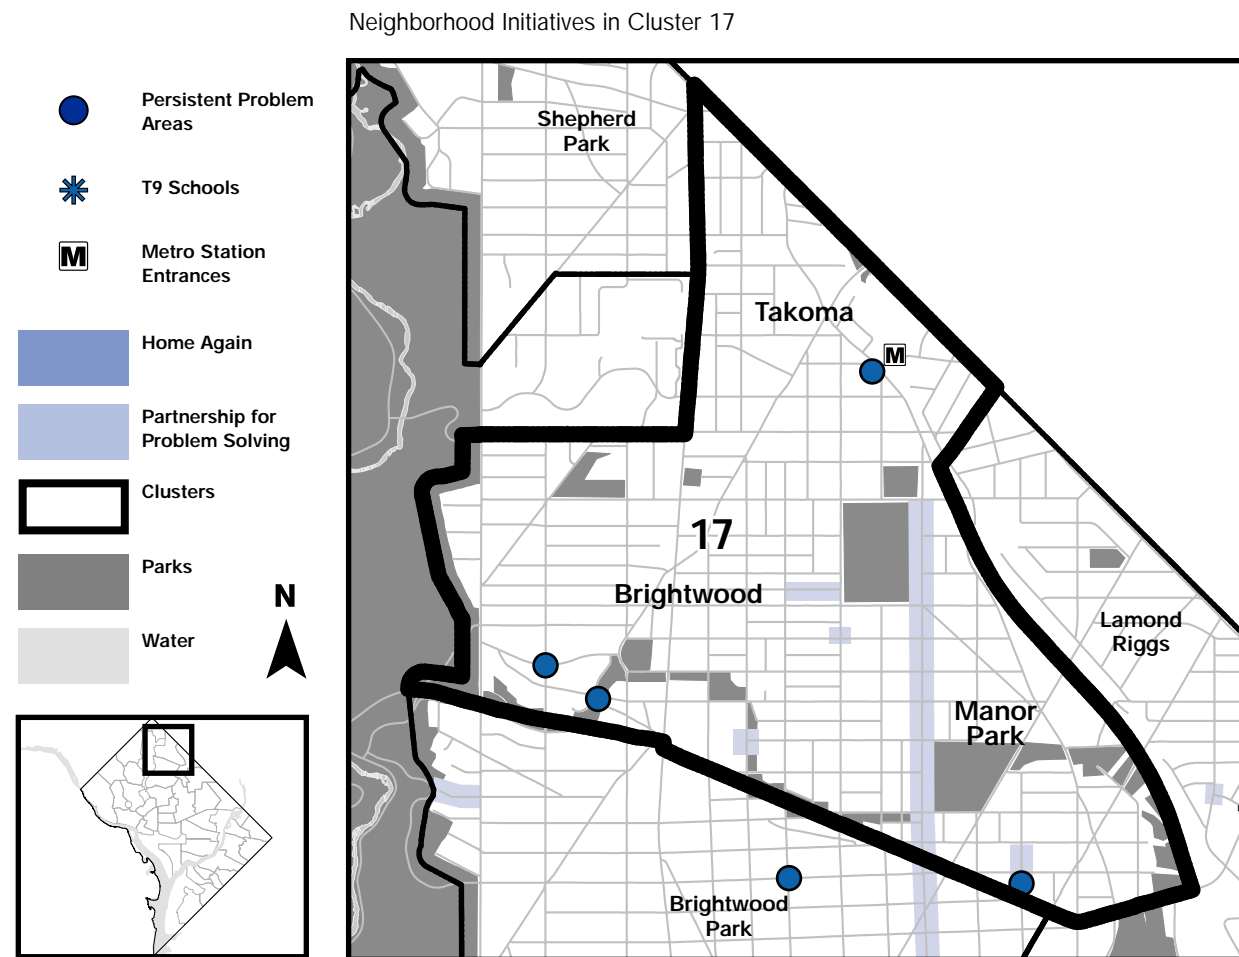 Neighborhood Initiatives in Cluster 17
Persistent Problem
Areas
T9 Schools
M
Metro Station
Entrances
Home Again
Partnership for
Problem Solving
Clusters
Parks
Water
N
Shepherd
Park
Takoma
M
17
Brightwood
Lamond
Riggs
Manor
Park
Brightwood
Park